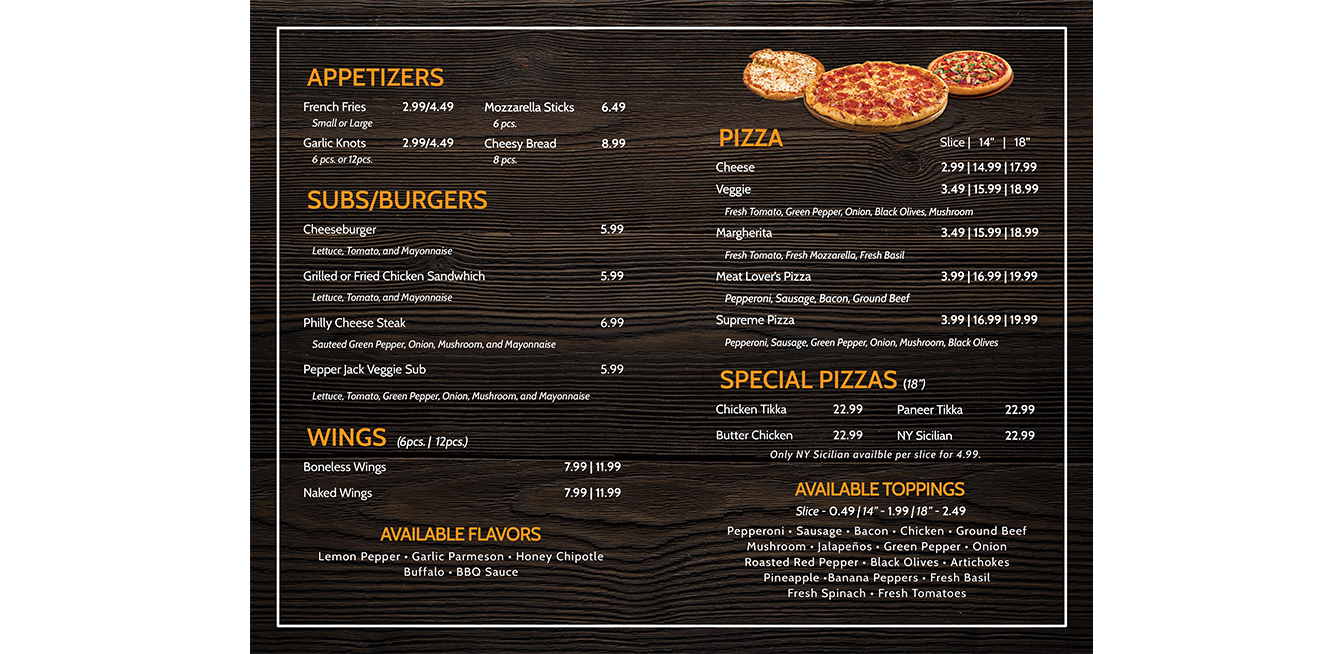 APPETIZERS
French Fries 2.99/4.49 Mozzarella Sticks 6.49
Small or Large 6 pcs.
Garlic Knots 2.99/4.49 Cheesy Bread 8.99
6 pcs. or 12pcs. 8 pcs.
SUBS/BURGERS
Cheeseburger 5.99
Lettuce, Tomato, and Mayonnaise
Grilled or Fried Chicken Sandwhich 5.99
Lettuce, Tomato, and Mayonnaise
Philly Cheese Steak 6.99
Sauteed Green Pepper, Onion, Mushroom, and Mayonnaise
Pepper Jack Veggie Sub 5.99
Lettuce, Tomato, Green Pepper, Onion, Mushroom, and Mayonnaise
WINGS (6pcs. | 12pcs.)
Boneless Wings 7.99 | 11.99
Naked Wings 7.99 | 11.99
AVAILABLE FLAVORS
Lemon Pepper • Garlic Parmeson • Honey Chipotle
Buffalo • BBQ Sauce
PIZZA Slice | 14" | 18"
Cheese 2.99 | 14.99 | 17.99
Veggie 3.49 | 15.99 | 18.99
Fresh Tomato, Green Pepper, Onion, Black Olives, Mushroom
Margherita 3.49 | 15.99 | 18.99
Fresh Tomato, Fresh Mozzarella, Fresh Basil
Meat Lover's Pizza 3.99 | 16.99 | 19.99
Pepperoni, Sausage, Bacon, Ground Beef
Supreme Pizza 3.99 | 16.99 | 19.99
Pepperoni, Sausage, Green Pepper, Onion, Mushroom, Black Olives
SPECIAL PIZZAS (18")
Chicken Tikka 22.99 Paneer Tikka 22.99
Butter Chicken 22.99 NY Sicilian 22.99
Only NY Sicilian availble per slice for 4.99.
AVAILABLE TOPPINGS
Slice - 0.49 | 14" - 1.99 | 18" - 2.49
Pepperoni • Sausage • Bacon • Chicken • Ground Beef
Mushroom • Jalapeños • Green Pepper • Onion
Roasted Red Pepper • Black Olives • Artichokes
Pineapple •Banana Peppers • Fresh Basil
Fresh Spinach • Fresh Tomatoes